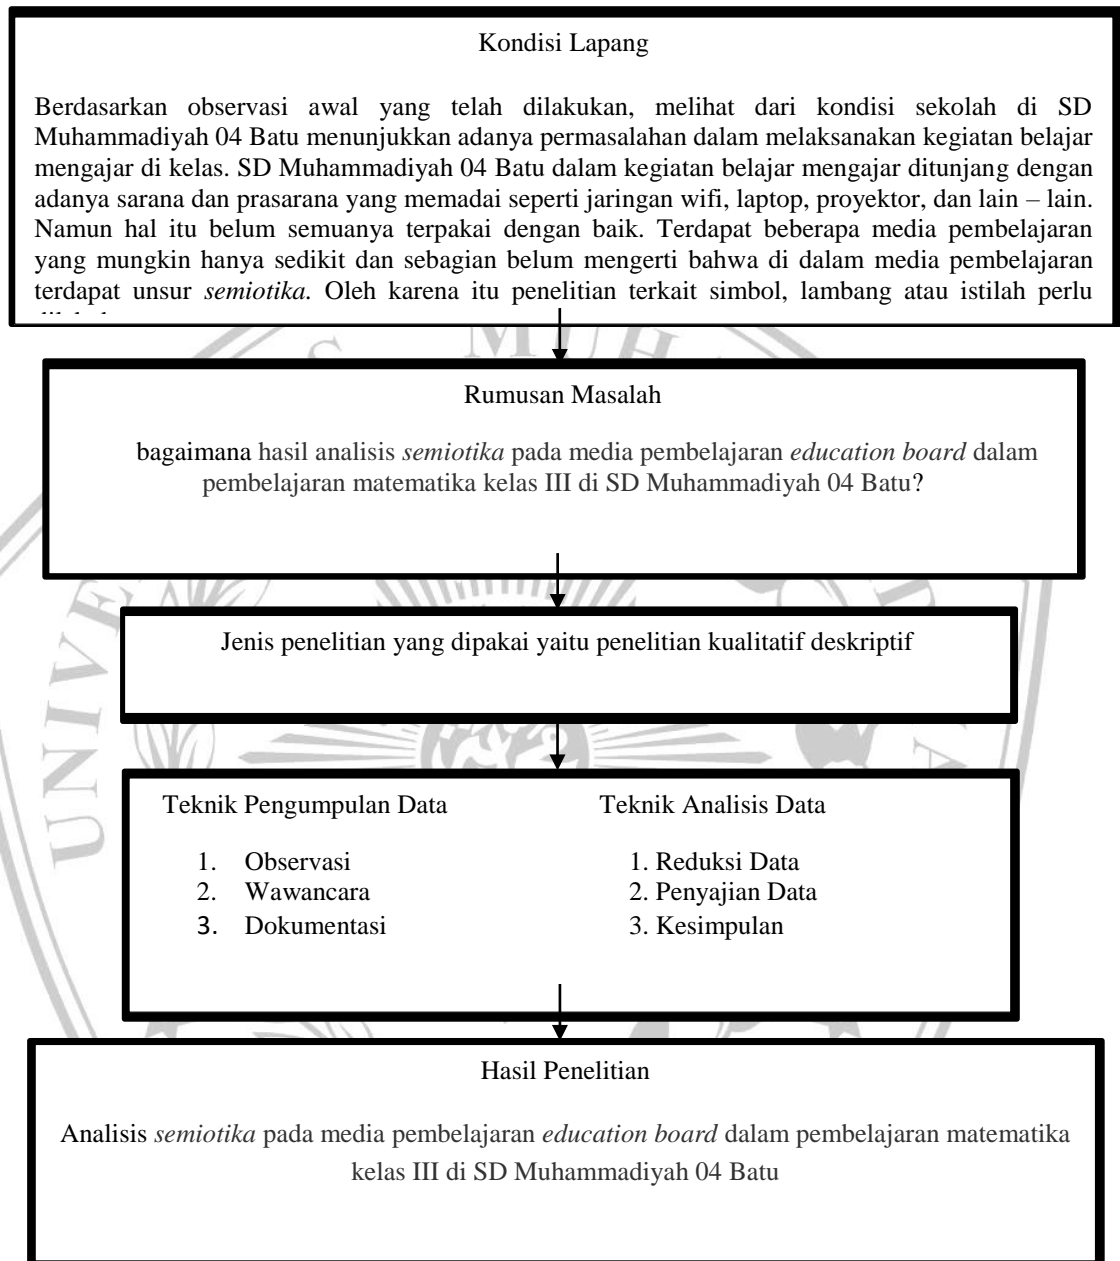 Kondisi Lapang
Berdasarkan observasi awal yang telah dilakukan, melihat dari kondisi sekolah di SD
Muhammadiyah 04 Batu menunjukkan adanya permasalahan dalam melaksanakan kegiatan belajar
mengajar di kelas. SD Muhammadiyah 04 Batu dalam kegiatan belajar mengajar ditunjang dengan
adanya sarana dan prasarana yang memadai seperti jaringan wifi, laptop, proyektor, dan lain – lain.
Namun hal itu belum semuanya terpakai dengan baik. Terdapat beberapa media pembelajaran
yang mungkin hanya sedikit dan sebagian belum mengerti bahwa di dalam media pembelajaran
terdapat unsur semiotika. Oleh karena itu penelitian terkait simbol, lambang atau istilah perlu
Rumusan Masalah
bagaimana hasil analisis semiotika pada media pembelajaran education board dalam
pembelajaran matematika kelas III di SD Muhammadiyah 04 Batu?
Jenis penelitian yang dipakai yaitu penelitian kualitatif deskriptif
Teknik Pengumpulan Data
1. Observasi
2. Wawancara
3. Dokumentasi
Teknik Analisis Data
1. Reduksi Data
2. Penyajian Data
3. Kesimpulan
Hasil Penelitian
Analisis semiotika pada media pembelajaran education board dalam pembelajaran matematika
kelas III di SD Muhammadiyah 04 Batu